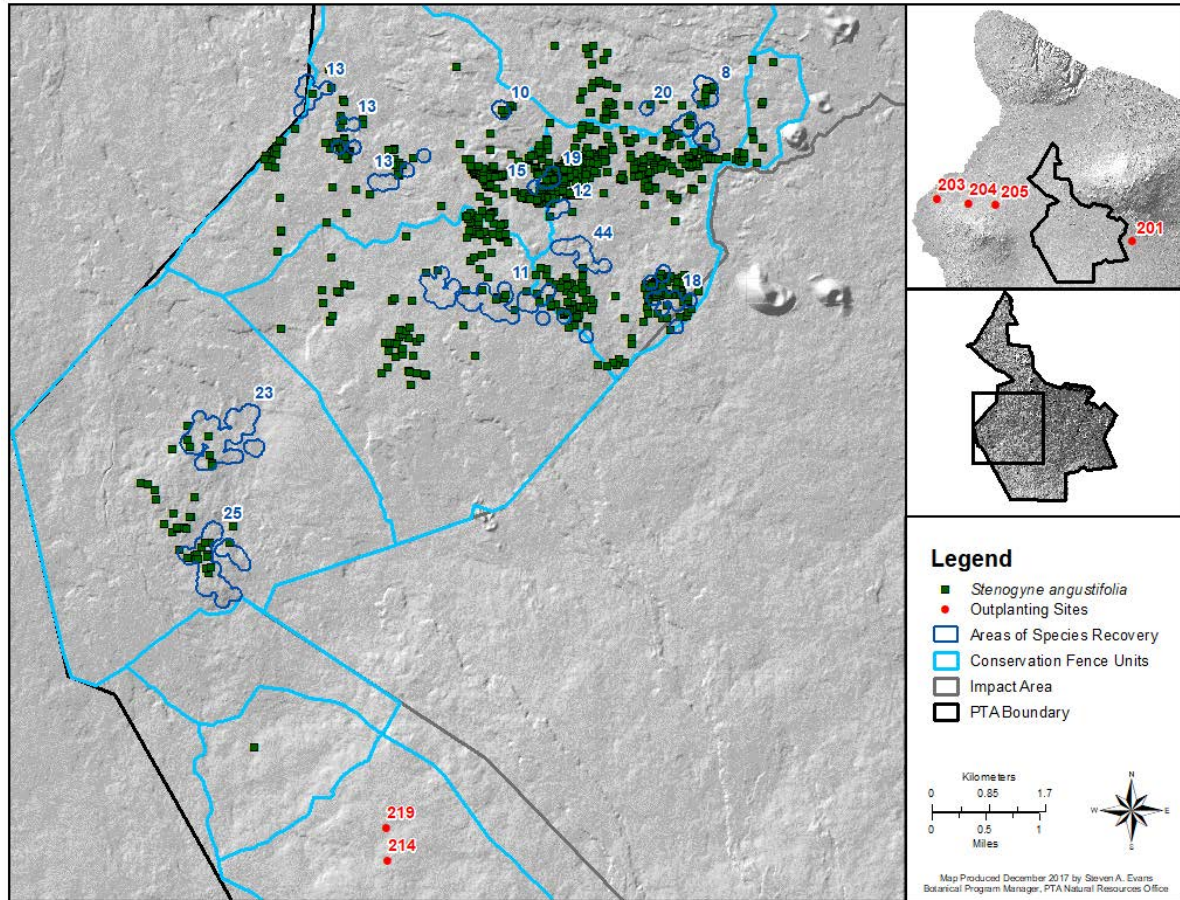 13
13
13
10
20
8
15
19
12
44
11
18
23
25
219
214
203
204
205
201
Legend
Stenogyne angustifolia
Outplanting Sites
Areas of Species Recovery
Conservation Fence Units
Impact Area
PTA Boundary
Kilometers
0 0.85 1.7
0 0.5 1
Miles
N
W E
S
Map Produced December 2017 by Steven A. Evans
Botanical Program Manager, PTA Natural Resources Office